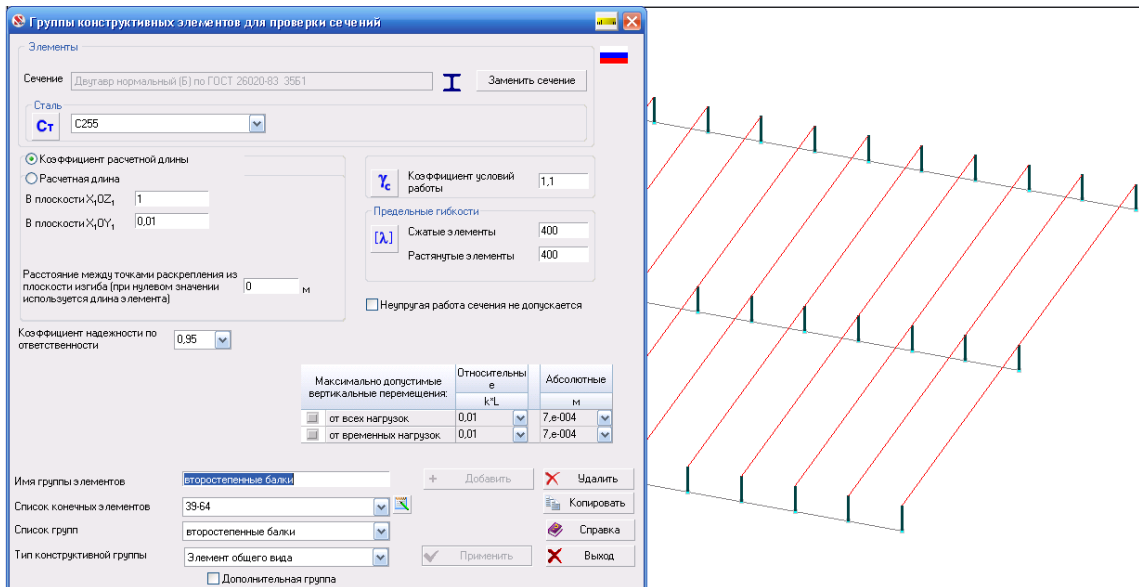 Группы конструктивных элементов для проверки сечений
Элементы
Сечение Двутавр нормальный (Б) по ГОСТ 26020-83 35Б1 Заменить сечение
Сталь
Ст С255
Коэффициент расчетной длины
Расчетная длина
В плоскости X1OZ1 1
В плоскости X1OY1 0,01
Расстояние между точками раскрепления из
плоскости изгиба (при нулевом значении
используется длина элемента) 0 м
γc Коэффициент условий
работы 1,1
Предельные гибкости
[λ] Сжатые элементы 400
Растянутые элементы 400
Неупругая работа сечения не допускается
Коэффициент надежности по
ответственности 0,95
Максимально допустимые
вертикальные перемещения:
Относительны
е
Абсолютные
k*L м
от всех нагрузок 0,01 7,e-004
от временных нагрузок 0,01 7,e-004
Имя группы элементов второстепенные балки Добавить Удалить
Список конечных элементов 39-64 Копировать
Список групп второстепенные балки Справка
Тип конструктивной группы Элемент общего вида Применить Выход
Дополнительная группа